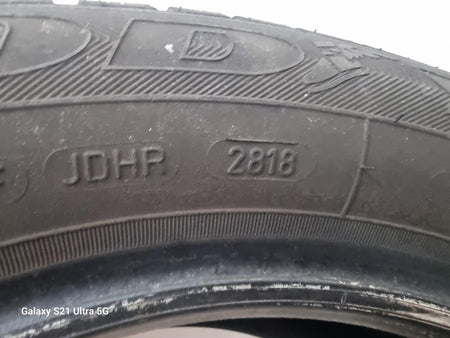 D
JDHR 2818
Galaxy S21 Ultra 5G